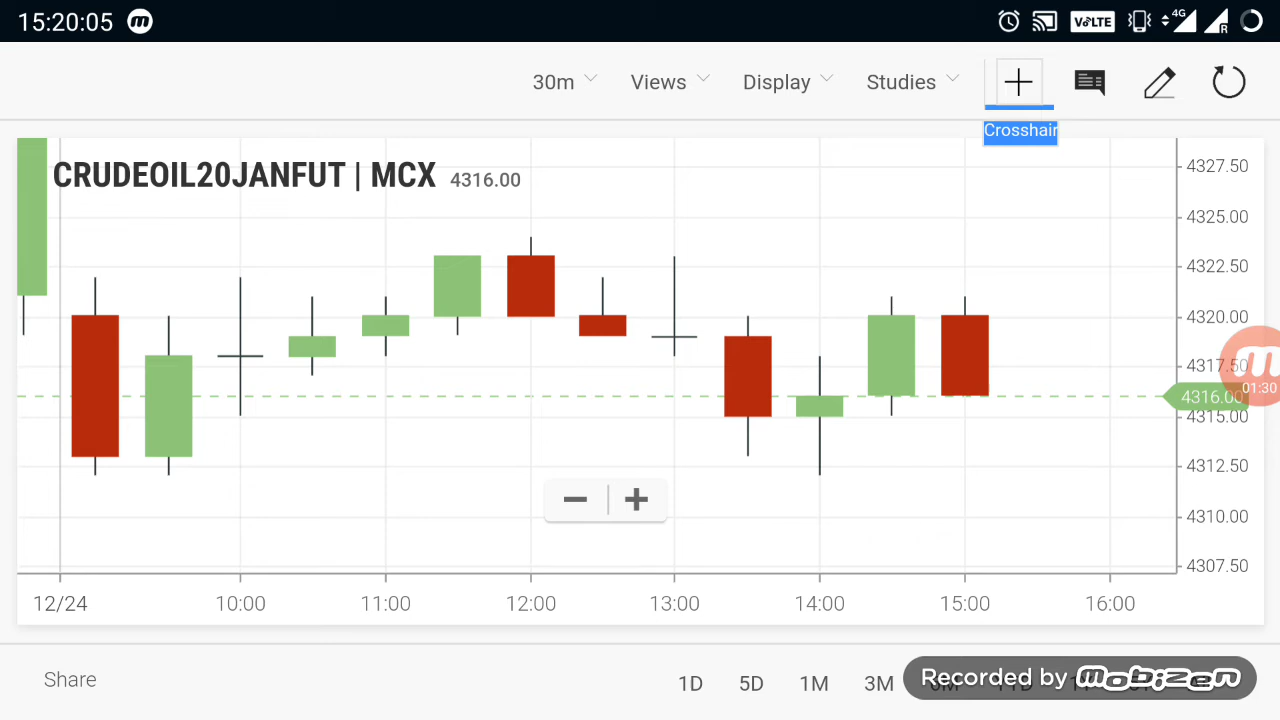 15:20:05
VoLTE 4G R
30m Views Display Studies
Crosshair
CRUDEOIL20JANFUT | MCX 4316.00
4327.50
4325.00
4322.50
4320.00
4317.50
01:30
4316.00
4315.00
4312.50
4310.00
4307.50
12/24 10:00 11:00 12:00 13:00 14:00 15:00 16:00
Share 1D 5D 1M 3M
Recorded by mobizen